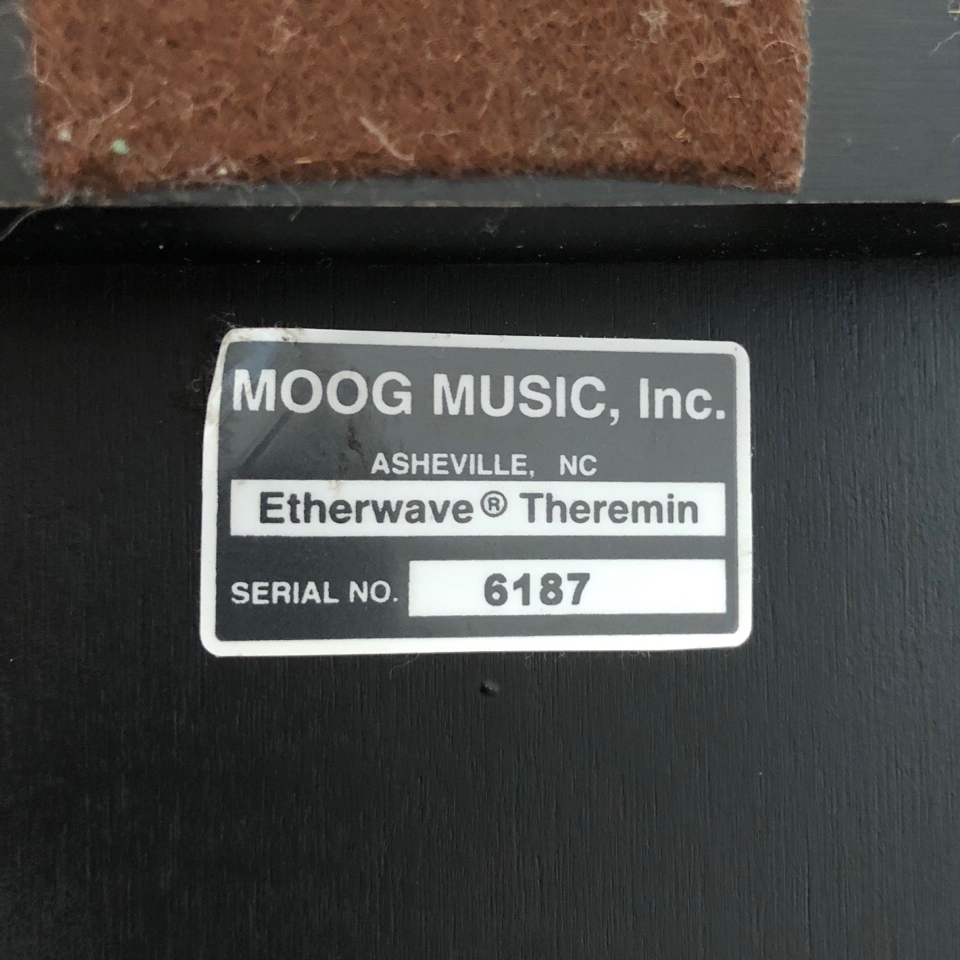 MOOG MUSIC, Inc.
ASHEVILLE, NC
Etherwave® Theremin
SERIAL NO. 6187